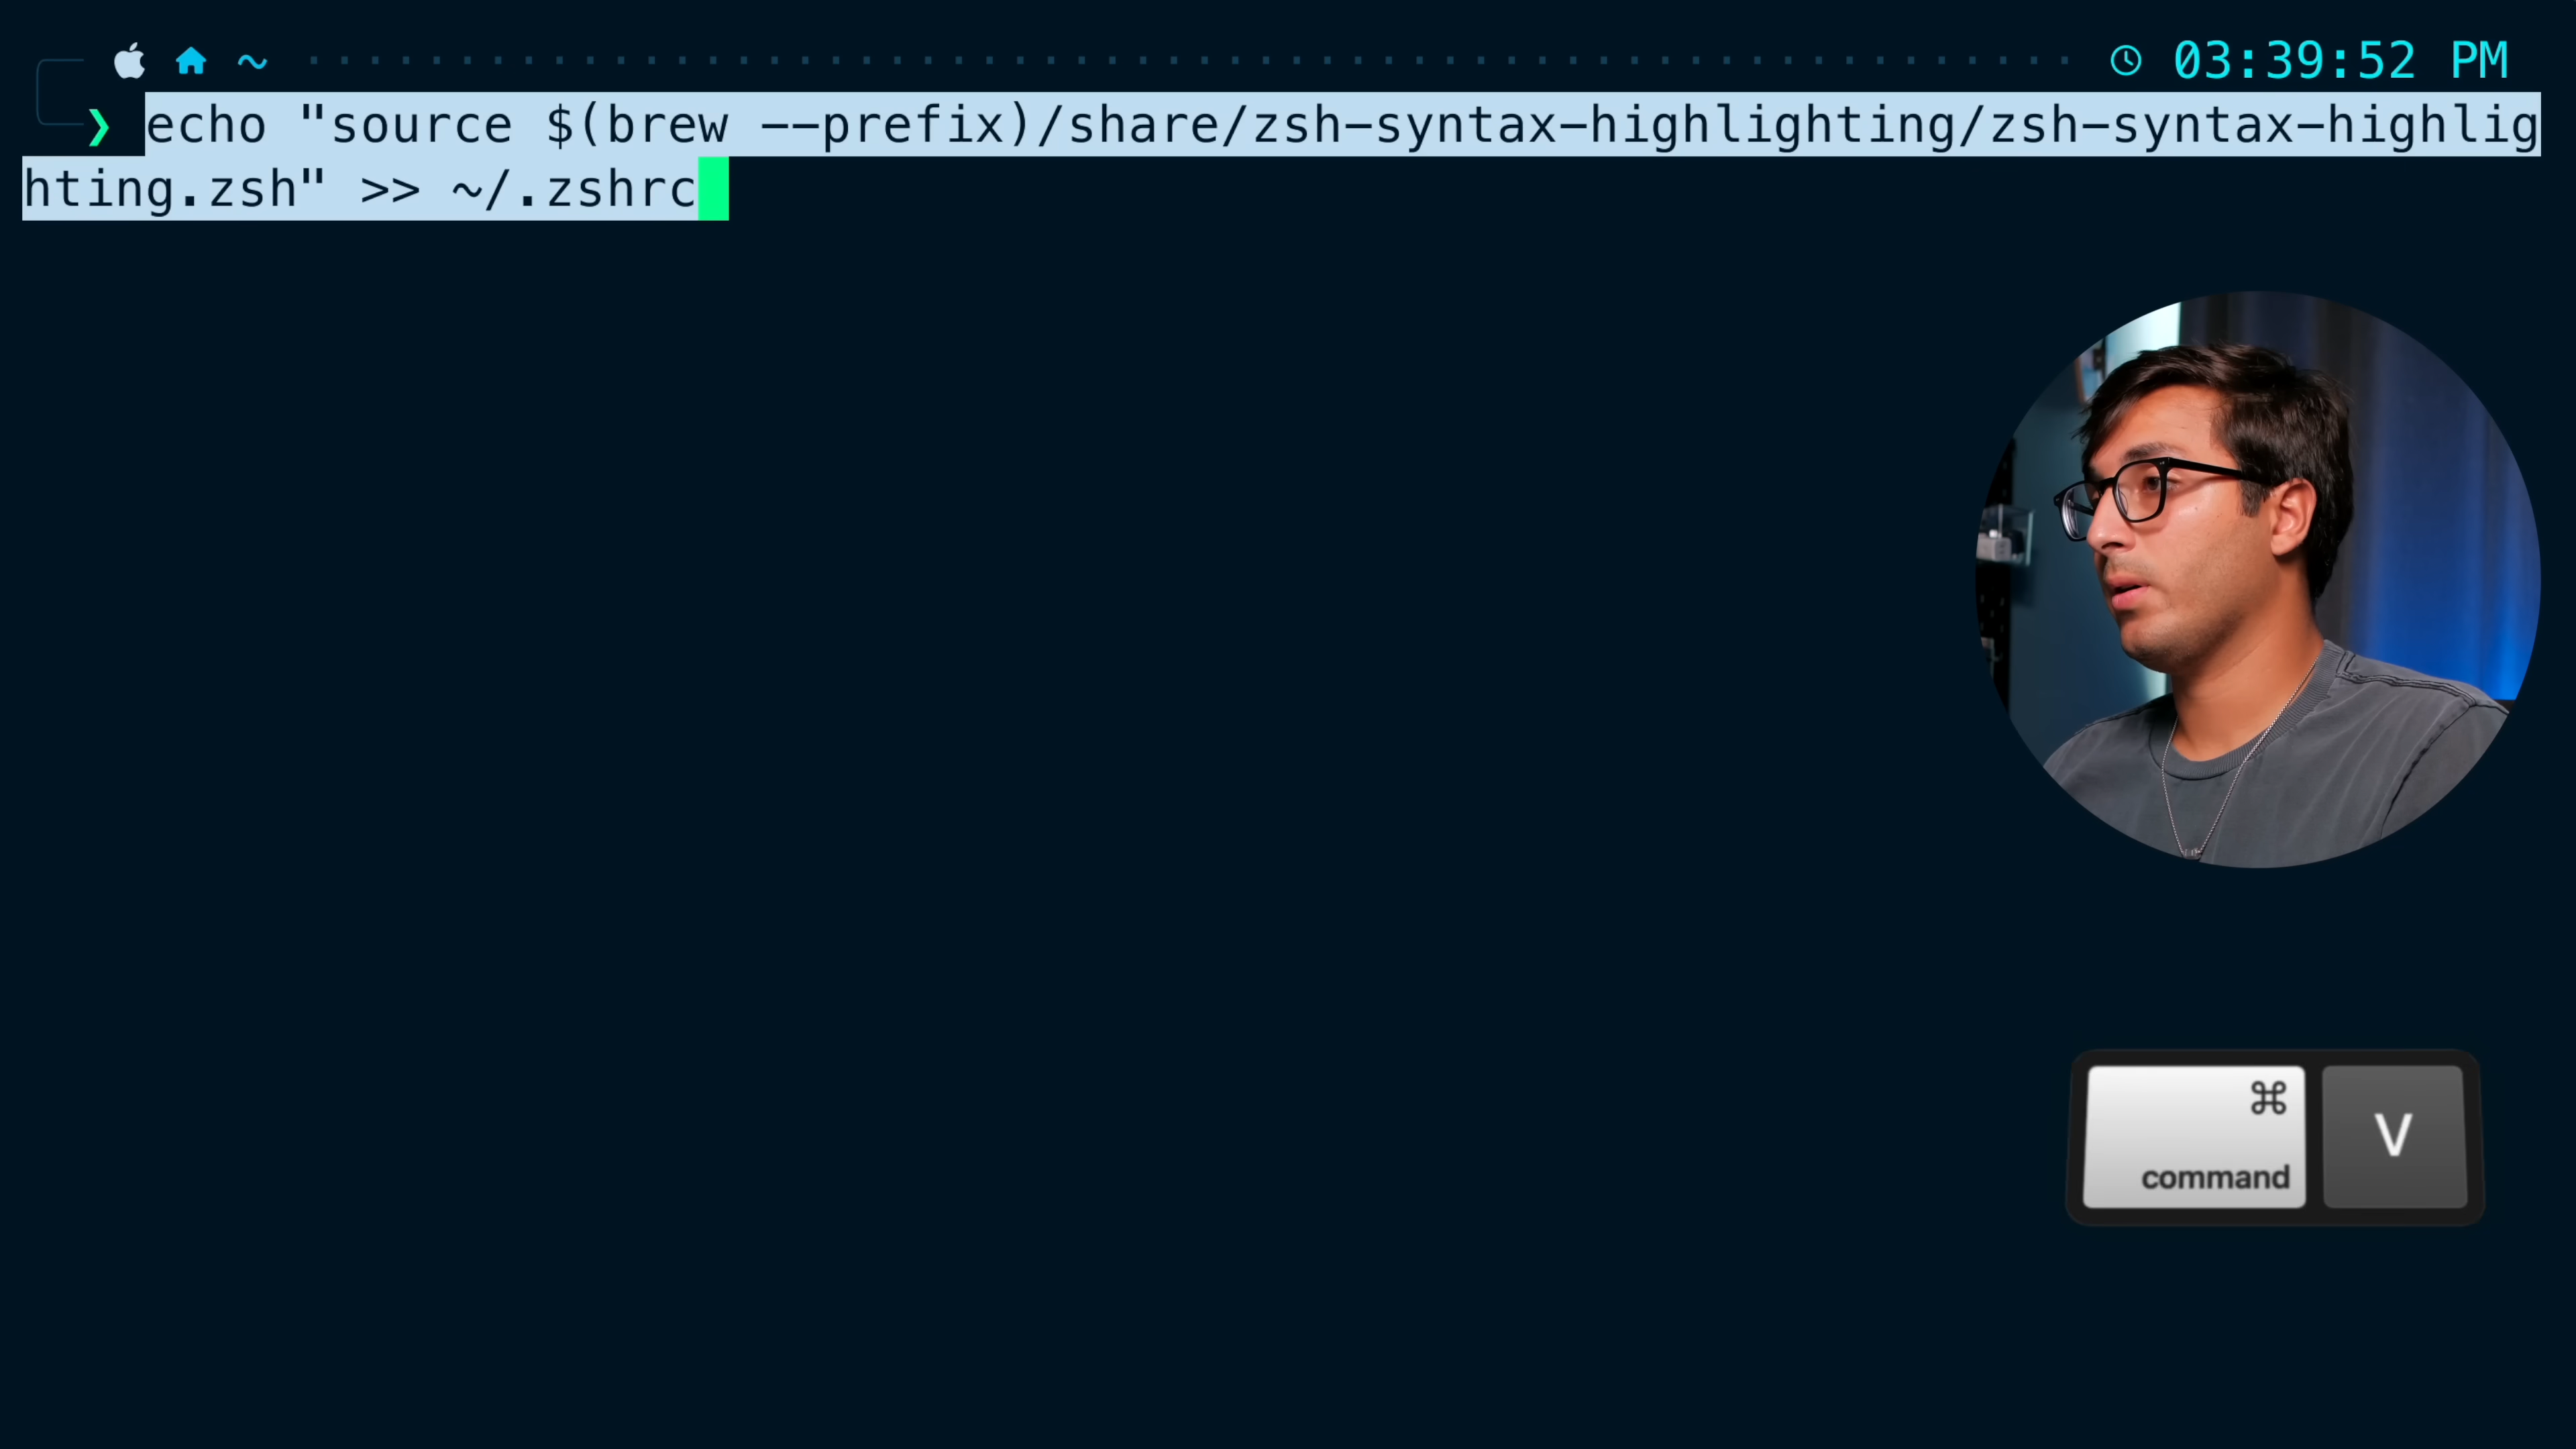 ~ 03:39:52 PM
❯ echo "source $(brew --prefix)/share/zsh-syntax-highlighting/zsh-syntax-highlig
hting.zsh" >> ~/.zshrc
⌘
command
V